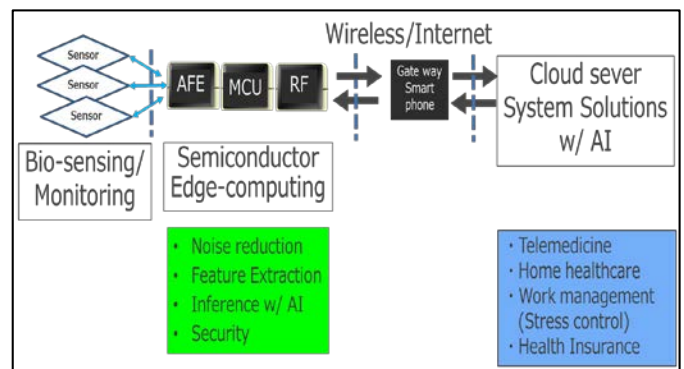 Wireless/Internet
Sensor
Sensor
Sensor
AFE
MCU
RF
Gate way
Smart
phone
Cloud sever
System Solutions
w/ AI
Bio-sensing/
Monitoring
Semiconductor
Edge-computing
• Noise reduction
• Feature Extraction
• Inference w/ AI
• Security
・Telemedicine
・Home healthcare
・Work management
(Stress control)
・Health Insurance